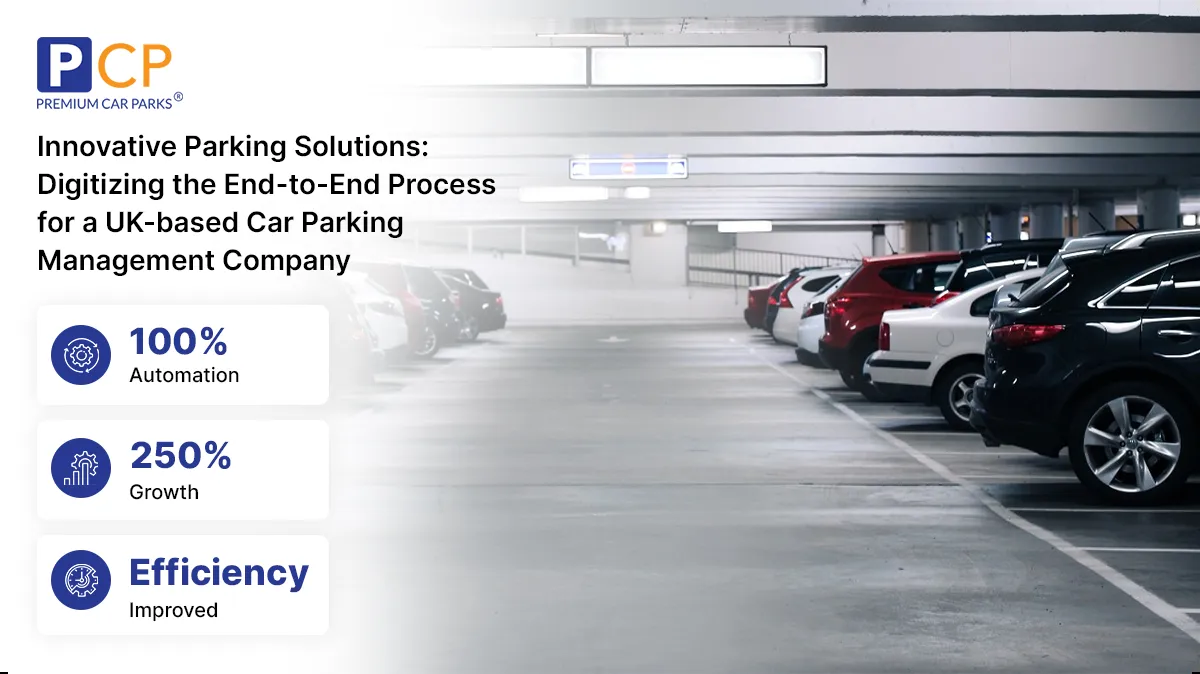 PCP
PREMIUM CAR PARKS®
Innovative Parking Solutions:
Digitizing the End-to-End Process
for a UK-based Car Parking
Management Company
100%
Automation
250%
Growth
Efficiency
Improved